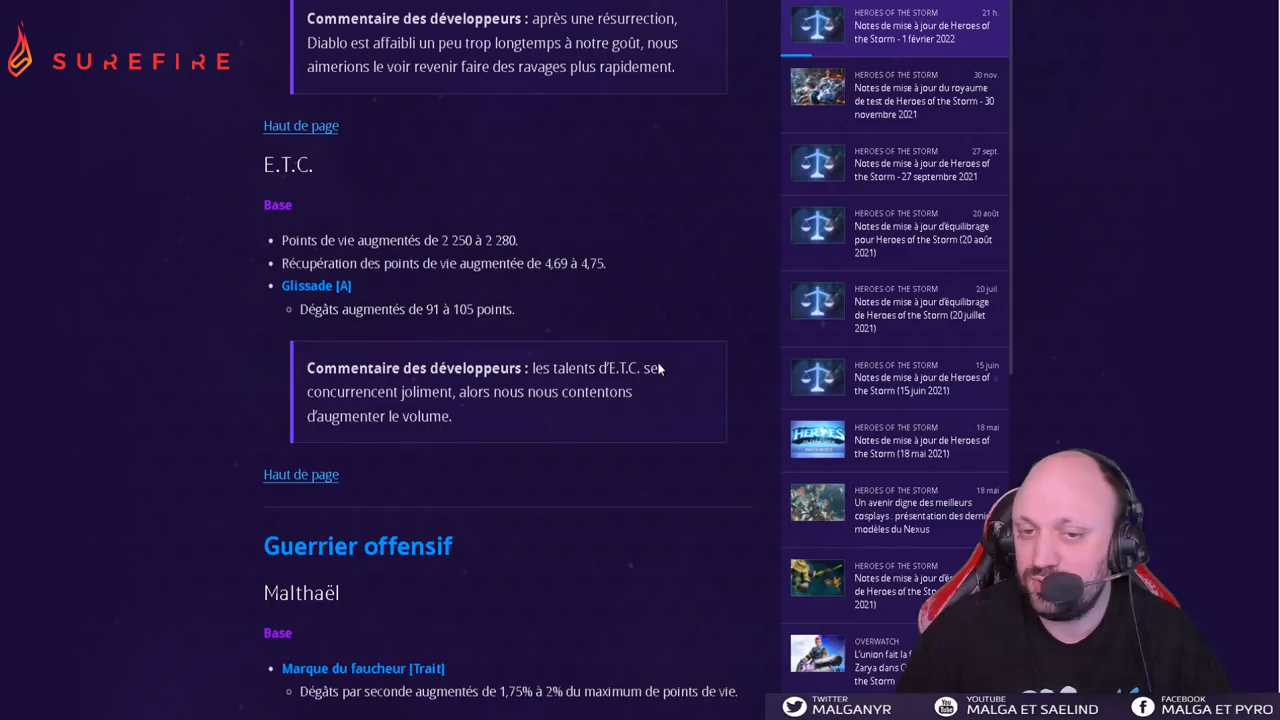 SUREFIRE
Commentaire des développeurs : après une résurrection,
Diablo est affaibli un peu trop longtemps à notre goût, nous
aimerions le voir revenir faire des ravages plus rapidement.
Haut de page
E.T.C.
Base
• Points de vie augmentés de 2 250 à 2 280.
• Récupération des points de vie augmentée de 4,69 à 4,75.
• Glissade [A]
Dégâts augmentés de 91 à 105 points.
Commentaire des développeurs : les talents d'E.T.C. se
concurrencent joliment, alors nous nous contentons
d'augmenter le volume.
Haut de page
Guerrier offensif
Malthaël
Base
• Marque du faucheur [Trait]
Dégâts par seconde augmentés de 1,75% à 2% du maximum de points de vie.
HEROES OF THE STORM 21 h.
Notes de mise à jour de Heroes of
the Storm - 1 février 2022
HEROES OF THE STORM 30 nov.
Notes de mise à jour du royaume
de test de Heroes of the Storm - 30
novembre 2021
HEROES OF THE STORM 27 sept.
Notes de mise à jour de Heroes of
the Storm - 27 septembre 2021
HEROES OF THE STORM 20 août
Notes de mise à jour d'équilibrage
pour Heroes of the Storm (20 août
2021)
HEROES OF THE STORM 20 juil.
Notes de mise à jour d'équilibrage
de Heroes of the Storm (20 juillet
2021)
HEROES OF THE STORM 15 juin
Notes de mise à jour de Heroes of
the Storm (15 juin 2021)
HEROES OF THE STORM 18 mai
Notes de mise à jour de Heroes of
the Storm (18 mai 2021)
HEROES OF THE STORM 18 mai
Un avenir digne des meilleurs
cosplays : présentation des derni
modèles du Nexus
HEROES OF THE STORM
Notes de mise à jour d'é
de Heroes of the Sto
2021)
OVERWATCH
L'union fait la f
Zarya dans O
the Storm
TWITTER
MALGANYR
YOUTUBE
MALGA ET SAELIND
FACEBOOK
MALGA ET PYRO